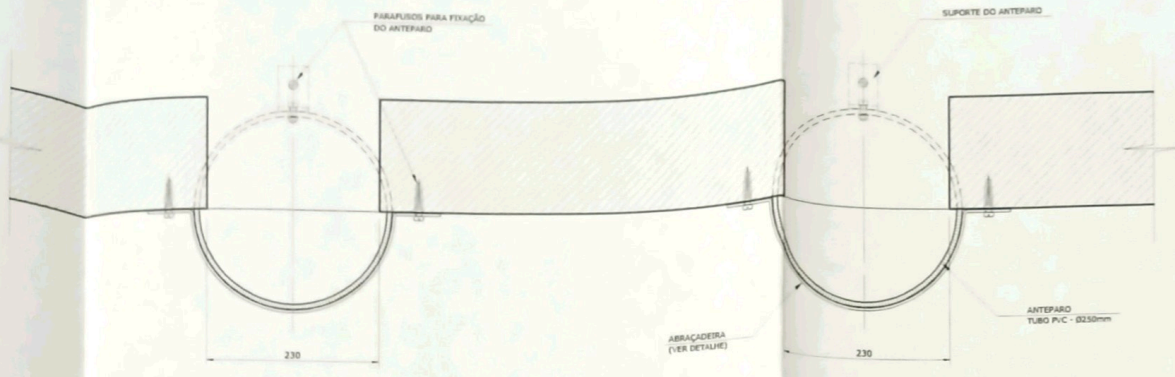 PARAFUSOS PARA FIXAÇÃO
DO ANTEPARO
SUPORTE DO ANTEPARO
ABRAÇADEIRA
(VER DETALHE)
ANTEPARO
TUBO PVC - Ø250mm
230
230